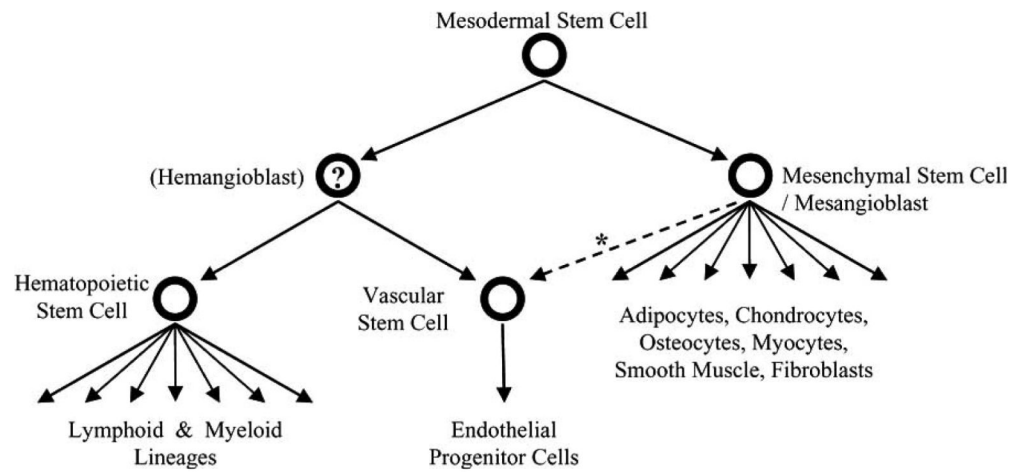 Mesodermal Stem Cell
(Hemangioblast)
?
Mesenchymal Stem Cell
/ Mesangioblast
*
Hematopoietic
Stem Cell
Vascular
Stem Cell
Adipocytes, Chondrocytes,
Osteocytes, Myocytes,
Smooth Muscle, Fibroblasts
Lymphoid & Myeloid
Lineages
Endothelial
Progenitor Cells